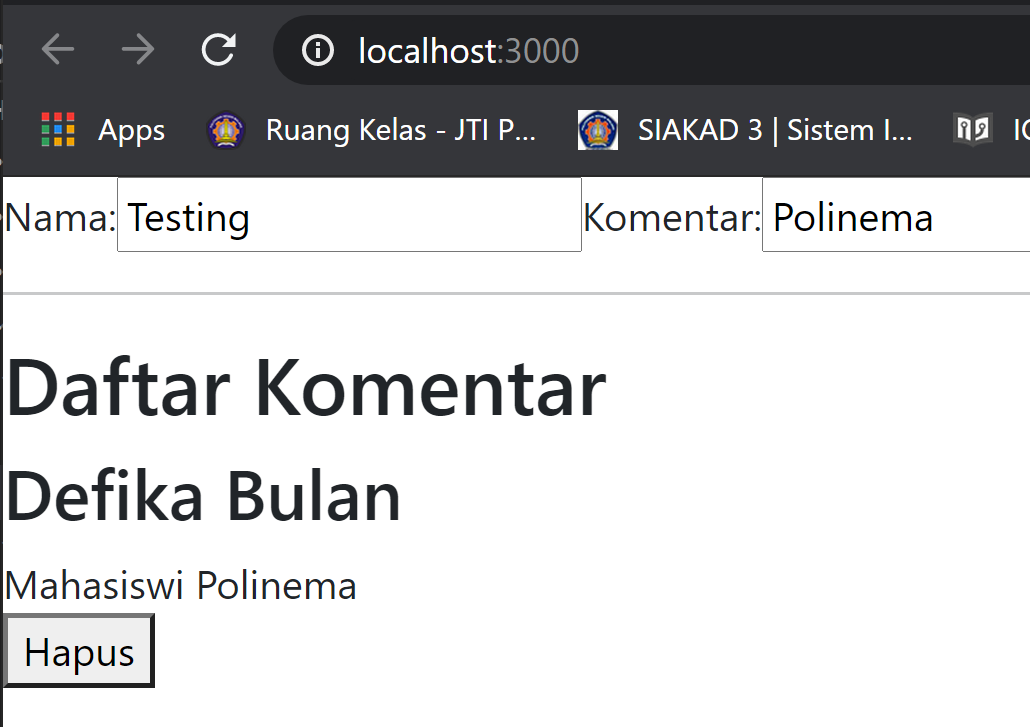 localhost:3000
Apps Ruang Kelas - JTI P... SIAKAD 3 | Sistem I...
Nama: Testing Komentar: Polinema
Daftar Komentar
Defika Bulan
Mahasiswi Polinema
Hapus